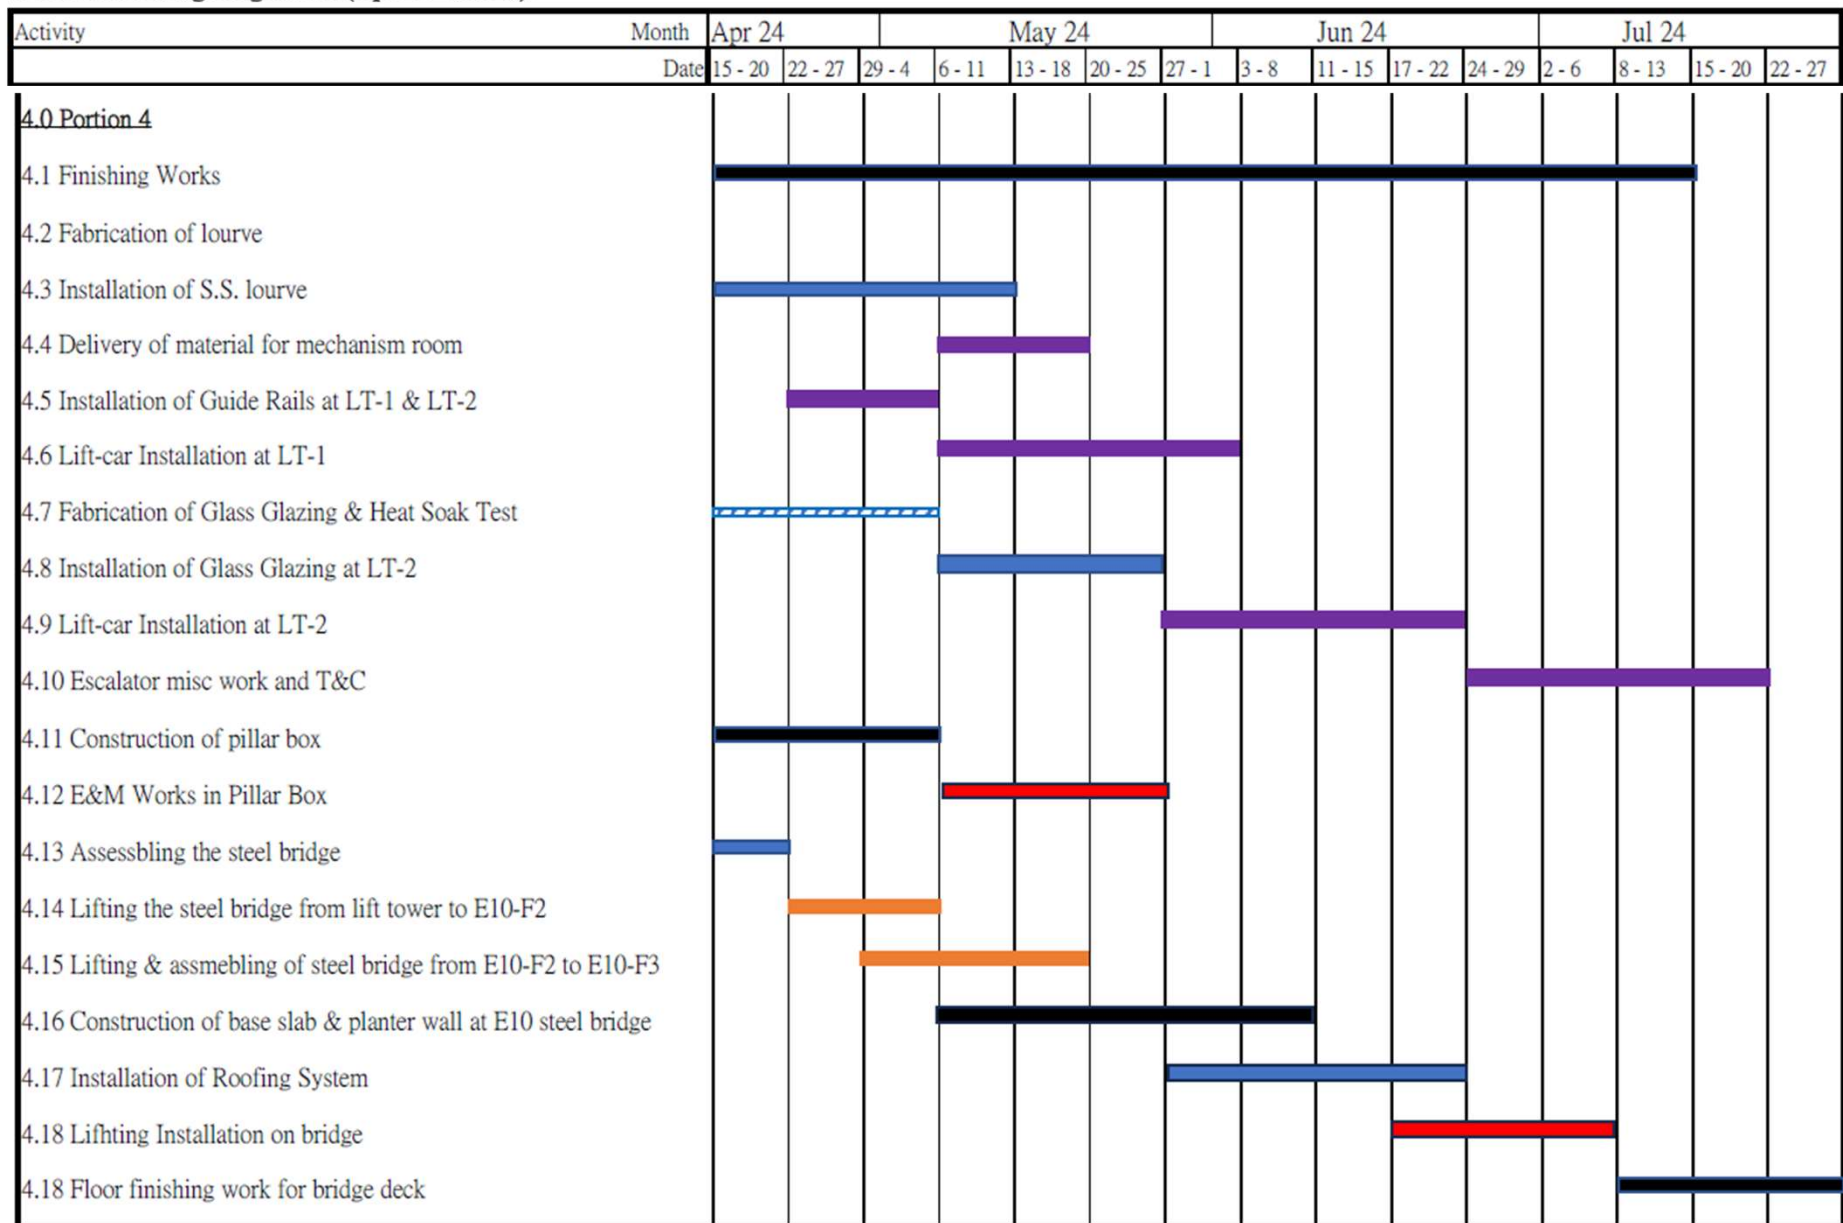 Activity Month Apr 24 May 24 Jun 24 Jul 24
Date 15 - 20 22 - 27 29 - 4 6 - 11 13 - 18 20 - 25 27 - 1 3 - 8 11 - 15 17 - 22 24 - 29 2 - 6 8 - 13 15 - 20 22 - 27
4.0 Portion 4
4.1 Finishing Works
4.2 Fabrication of lourve
4.3 Installation of S.S. lourve
4.4 Delivery of material for mechanism room
4.5 Installation of Guide Rails at LT-1 & LT-2
4.6 Lift-car Installation at LT-1
4.7 Fabrication of Glass Glazing & Heat Soak Test
4.8 Installation of Glass Glazing at LT-2
4.9 Lift-car Installation at LT-2
4.10 Escalator misc work and T&C
4.11 Construction of pillar box
4.12 E&M Works in Pillar Box
4.13 Assessbling the steel bridge
4.14 Lifting the steel bridge from lift tower to E10-F2
4.15 Lifting & assmebling of steel bridge from E10-F2 to E10-F3
4.16 Construction of base slab & planter wall at E10 steel bridge
4.17 Installation of Roofing System
4.18 Lifhting Installation on bridge
4.18 Floor finishing work for bridge deck